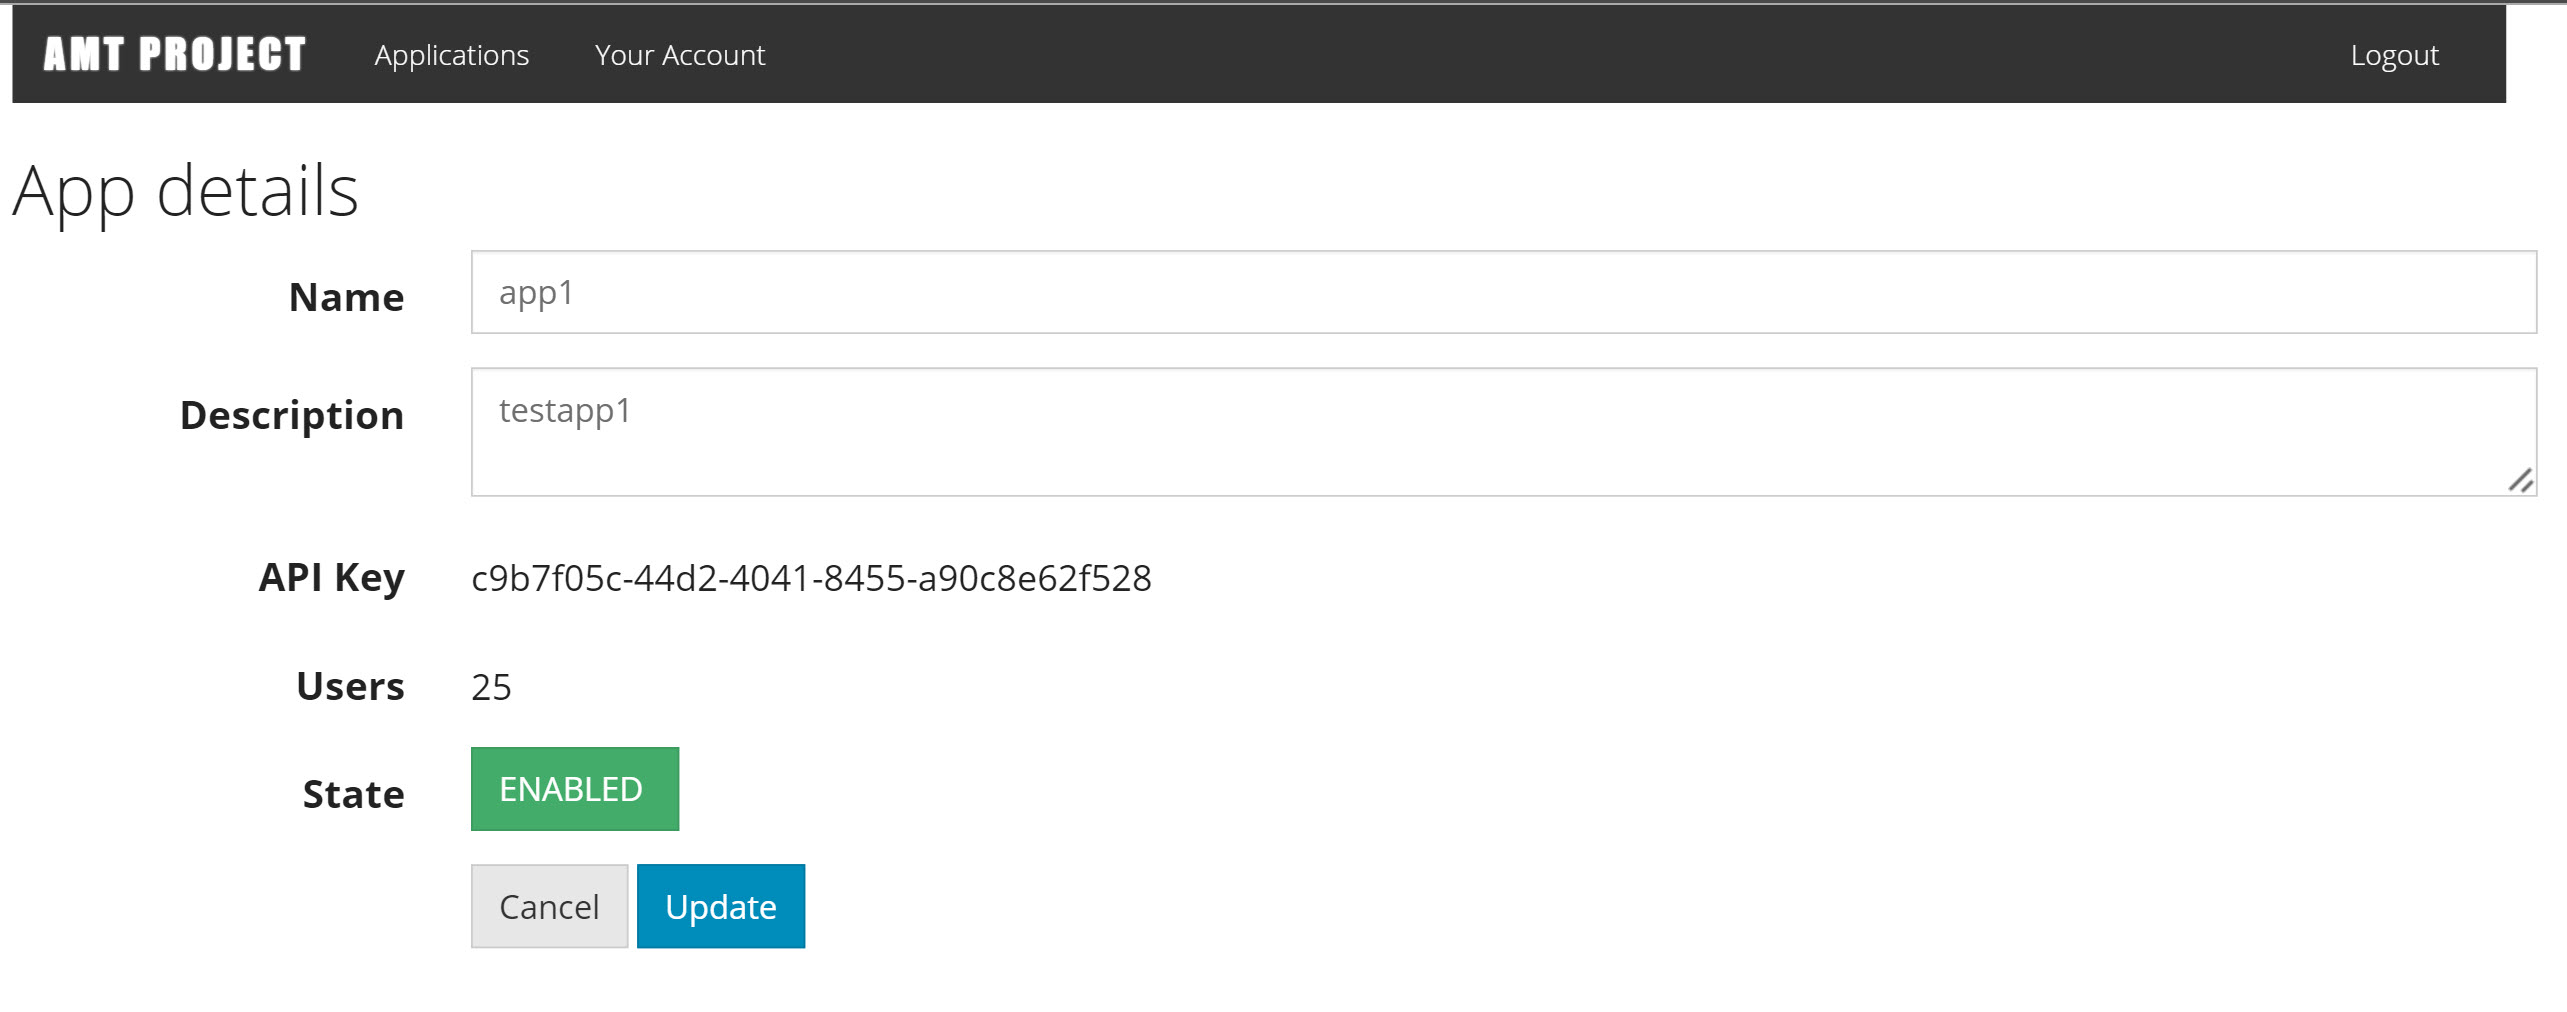 AMT PROJECT Applications Your Account Logout
App details
Name app1
Description testapp1
API Key c9b7f05c-44d2-4041-8455-a90c8e62f528
Users 25
State ENABLED
Cancel Update